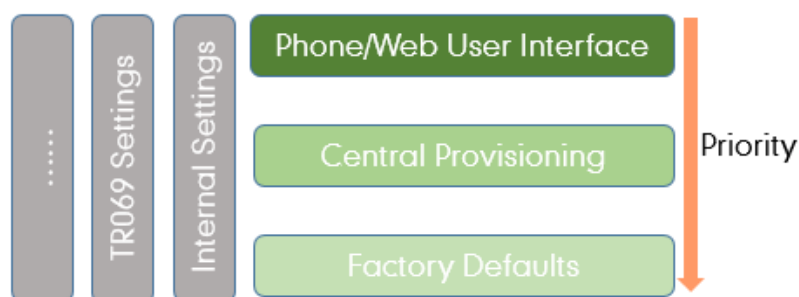 ......
TR069 Settings
Internal Settings
Phone/Web User Interface
Central Provisioning
Factory Defaults
Priority